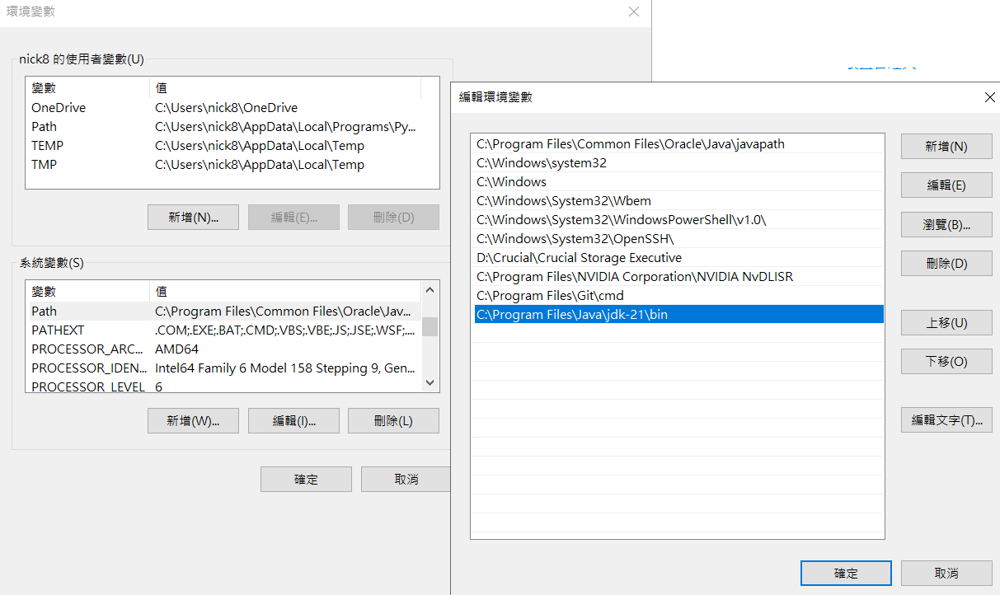 環境變數
nick8 的使用者變數(U)
變數 值
OneDrive C:\Users\nick8\OneDrive
Path C:\Users\nick8\AppData\Local\Programs\Py...
TEMP C:\Users\nick8\AppData\Local\Temp
TMP C:\Users\nick8\AppData\Local\Temp
新增(N)... 編輯(E)... 刪除(D)
系統變數(S)
變數 值
Path C:\Program Files\Common Files\Oracle\Jav...
PATHEXT .COM;.EXE;.BAT;.CMD;.VBS;.VBE;.JS;.JSE;.WSF;...
PROCESSOR_ARC... AMD64
PROCESSOR_IDEN... Intel64 Family 6 Model 158 Stepping 9, Gen...
PROCESSOR_LEVEL 6
新增(W)... 編輯(I)... 刪除(L)
確定 取消
編輯環境變數
C:\Program Files\Common Files\Oracle\Java\javapath
C:\Windows\system32
C:\Windows
C:\Windows\System32\Wbem
C:\Windows\System32\WindowsPowerShell\v1.0\
C:\Windows\System32\OpenSSH\
D:\Crucial\Crucial Storage Executive
C:\Program Files\NVIDIA Corporation\NVIDIA NvDLISR
C:\Program Files\Git\cmd
C:\Program Files\Java\jdk-21\bin
新增(N)
編輯(E)
瀏覽(B)...
刪除(D)
上移(U)
下移(O)
編輯文字(T)...
確定 取消